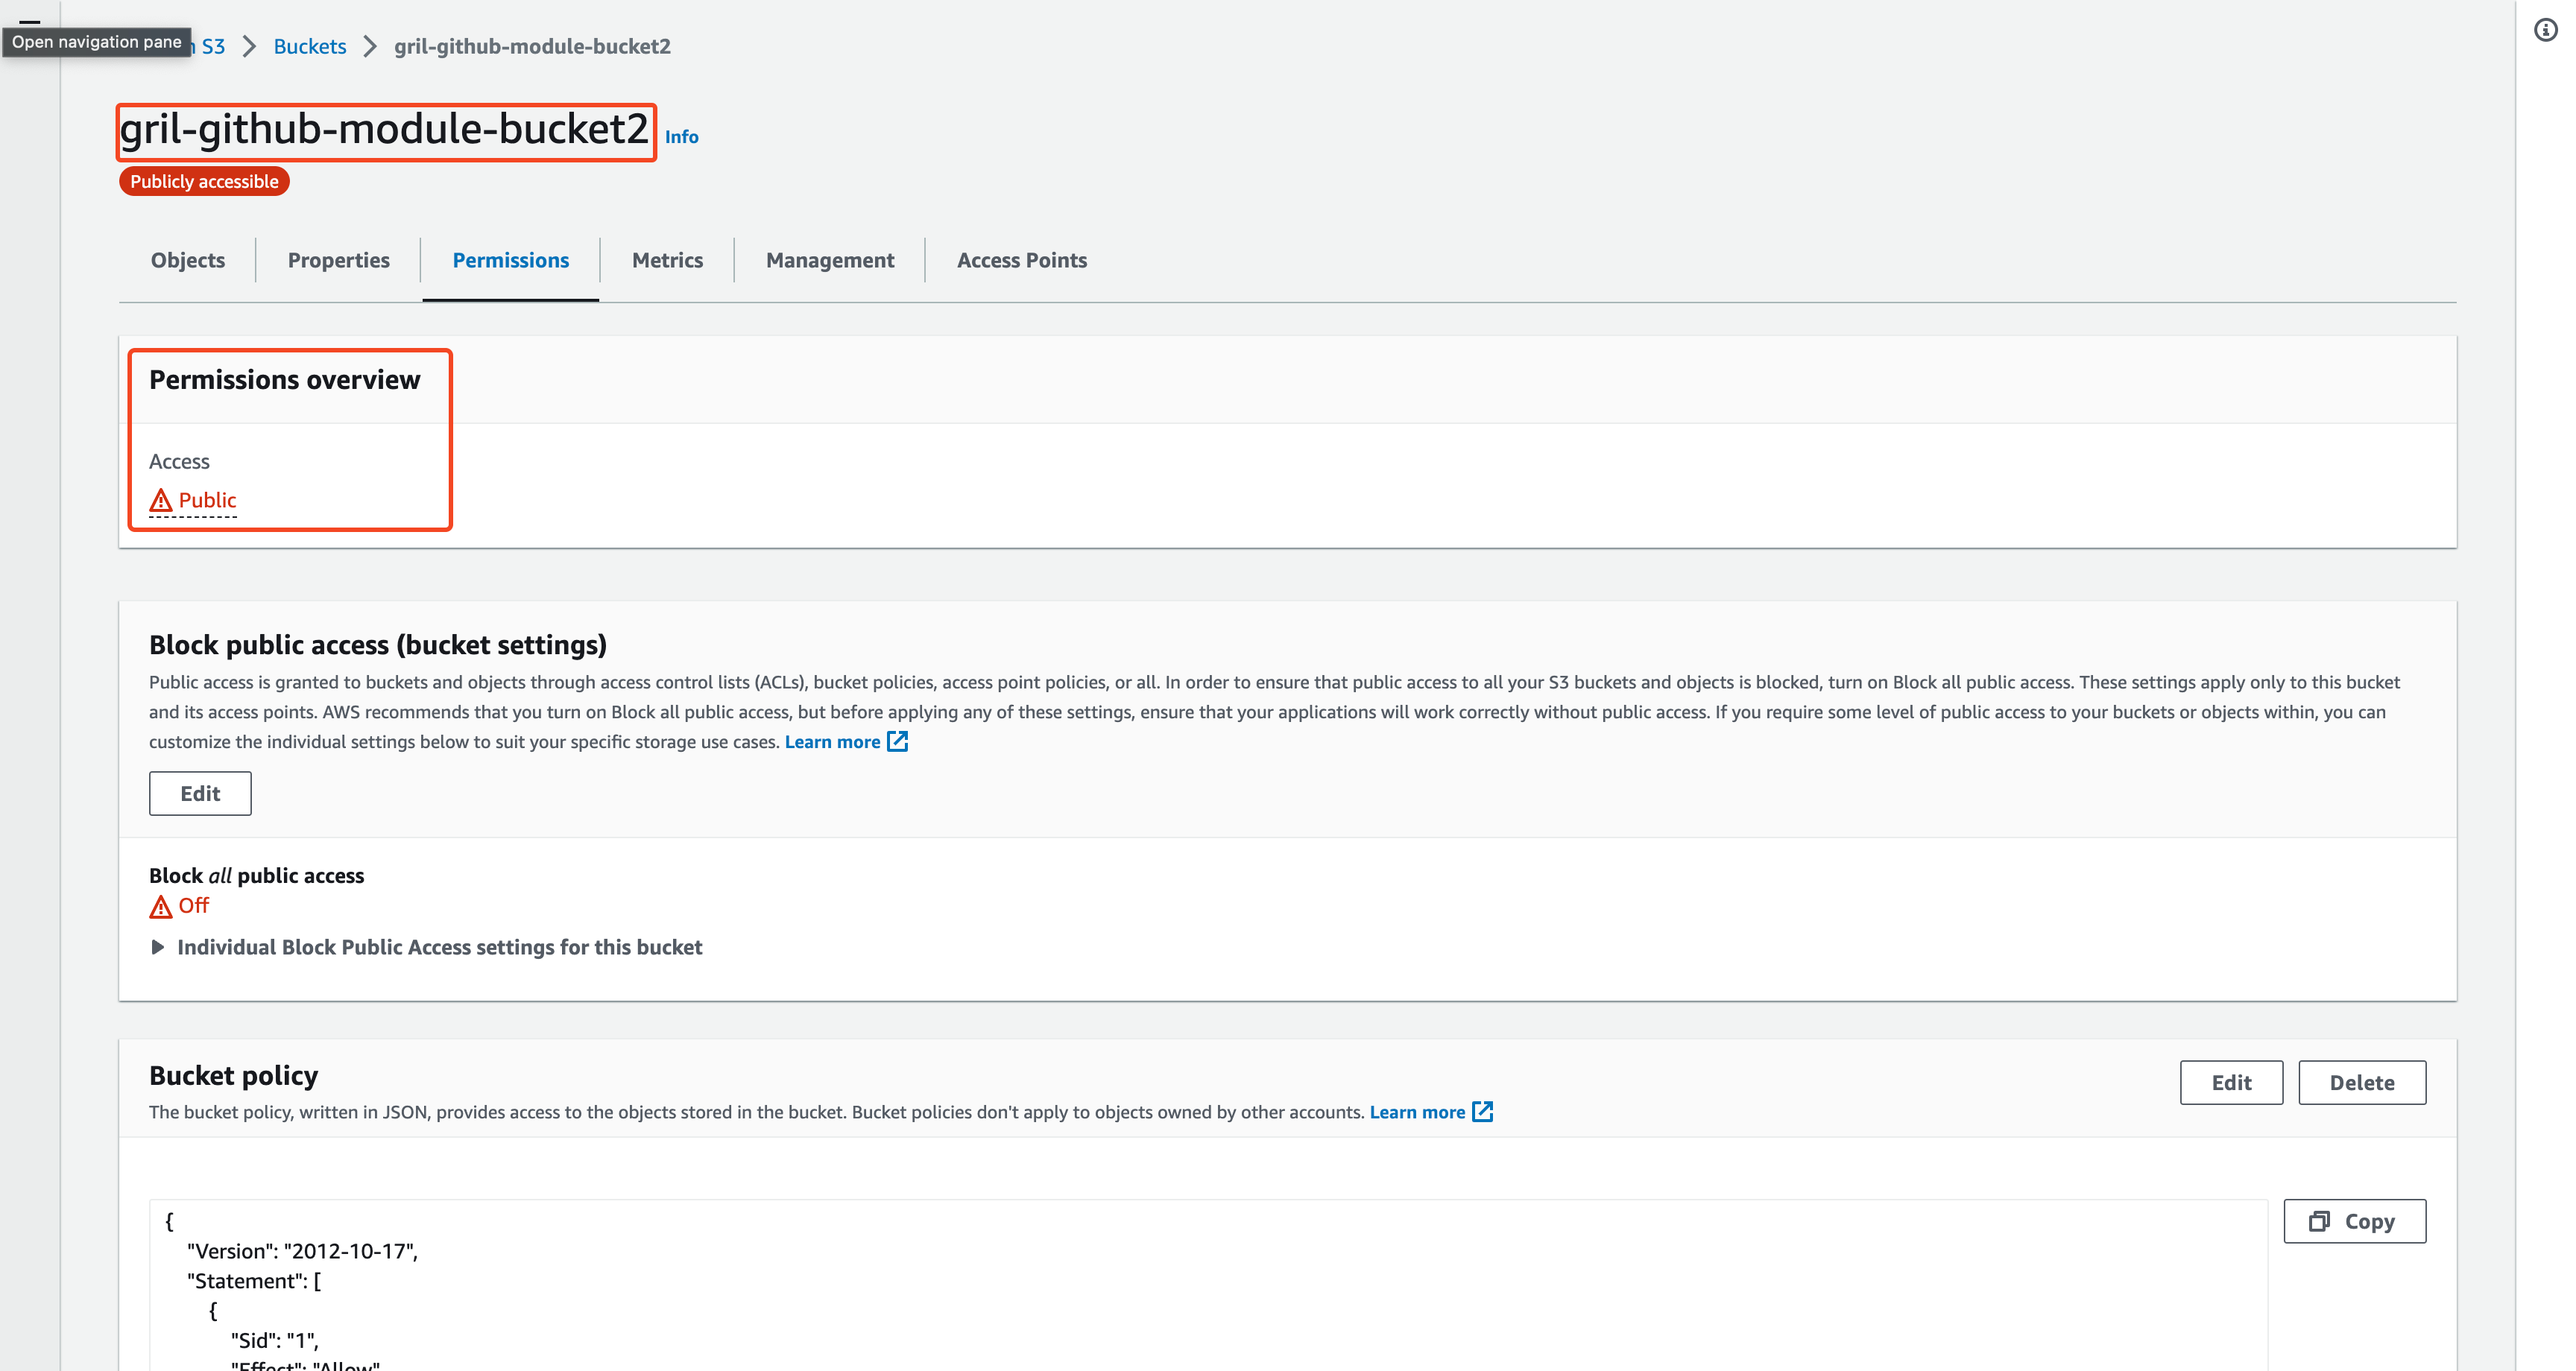 Open navigation pane
S3 > Buckets > gril-github-module-bucket2
gril-github-module-bucket2 Info
Publicly accessible
Objects Properties Permissions Metrics Management Access Points
Permissions overview
Access
Public
Block public access (bucket settings)
Public access is granted to buckets and objects through access control lists (ACLs), bucket policies, access point policies, or all. In order to ensure that public access to all your S3 buckets and objects is blocked, turn on Block all public access. These settings apply only to this bucket
and its access points. AWS recommends that you turn on Block all public access, but before applying any of these settings, ensure that your applications will work correctly without public access. If you require some level of public access to your buckets or objects within, you can
customize the individual settings below to suit your specific storage use cases. Learn more
Edit
Block all public access
Off
Individual Block Public Access settings for this bucket
Bucket policy
Edit Delete
The bucket policy, written in JSON, provides access to the objects stored in the bucket. Bucket policies don't apply to objects owned by other accounts. Learn more
Copy
{
"Version": "2012-10-17",
"Statement": [
{
"Sid": "1",
"Effect": "Allow"